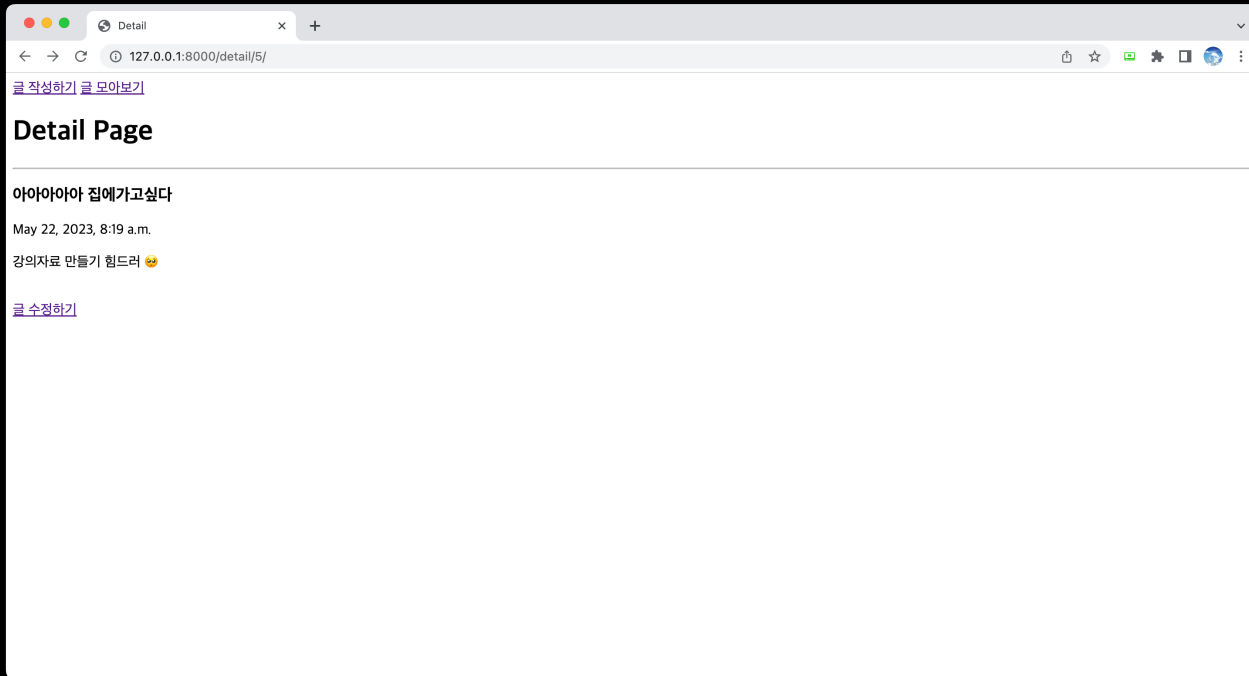 Detail
127.0.0.1:8000/detail/5/
글 작성하기 글 모아보기
Detail Page
아아아아아 집에가고싶다
May 22, 2023, 8:19 a.m.
강의자료 만들기 힘드러 🥹
글 수정하기